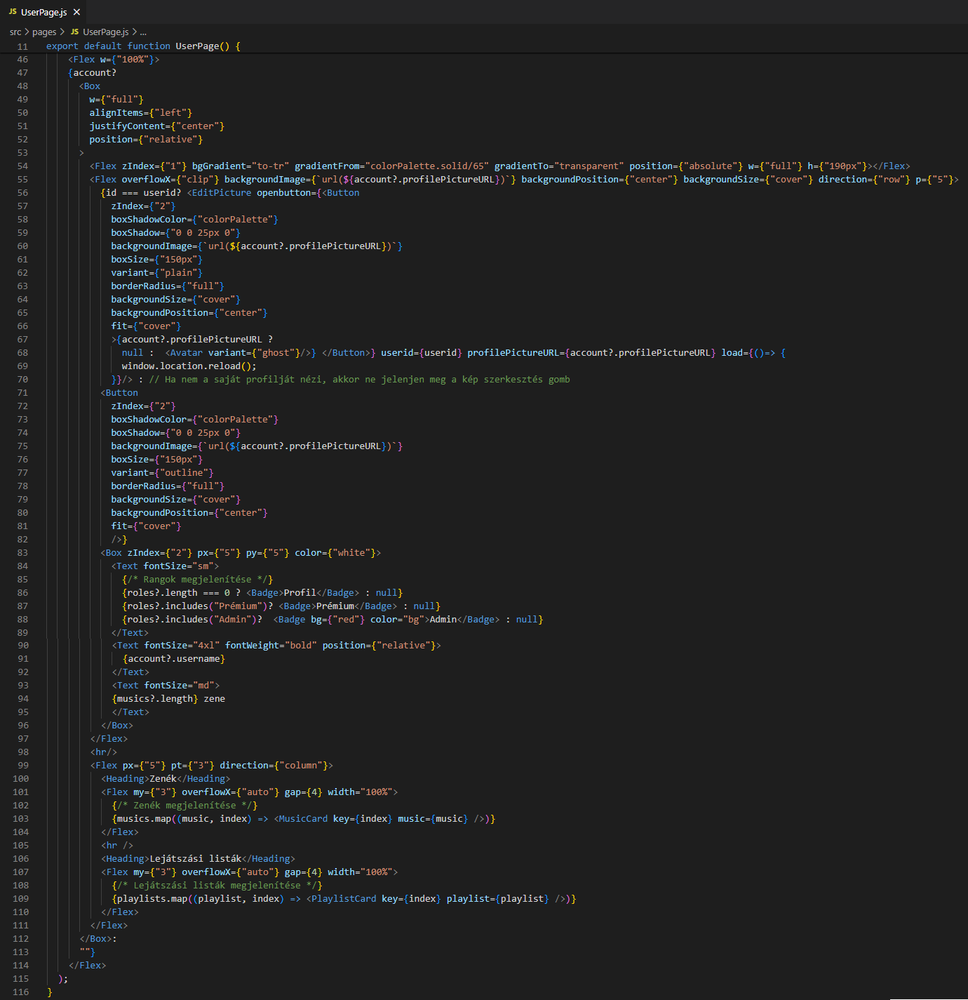 JS UserPage.js ×
src > pages > JS UserPage.js > ...
11 export default function UserPage() {
46 <Flex w={"100%"}>
47 {account?
48 <Box
49 w={"full"}
50 alignItems={"left"}
51 justifyContent={"center"}
52 position={"relative"}
53 >
54 <Flex zIndex={"1"} bgGradient="to-tr" gradientFrom="colorPalette.solid/65" gradientTo="transparent" position={"absolute"} w={"full"} h={"190px"}></Flex>
55 <Flex overflowX={"clip"} backgroundImage={`url(${account?.profilePictureURL})`} backgroundPosition={"center"} backgroundSize={"cover"} direction={"row"} p={"5"}>
56 {id === userid? <EditPicture openbutton={<Button
57 zIndex={"2"}
58 boxShadowColor={"colorPalette"}
59 boxShadow={"0 0 25px 0"}
60 backgroundImage={`url(${account?.profilePictureURL})`}
61 boxSize={"150px"}
62 variant={"plain"}
63 borderRadius={"full"}
64 backgroundSize={"cover"}
65 backgroundPosition={"center"}
66 fit={"cover"}
67 >{account?.profilePictureURL ?
68 null :  <Avatar variant={"ghost"}/>} </Button>} userid={userid} profilePictureURL={account?.profilePictureURL} load={()=> {
69 window.location.reload();
70 }}/> : // Ha nem a saját profilját nézi, akkor ne jelenjen meg a kép szerkesztés gomb
71 <Button
72 zIndex={"2"}
73 boxShadowColor={"colorPalette"}
74 boxShadow={"0 0 25px 0"}
75 backgroundImage={`url(${account?.profilePictureURL})`}
76 boxSize={"150px"}
77 variant={"outline"}
78 borderRadius={"full"}
79 backgroundSize={"cover"}
80 backgroundPosition={"center"}
81 fit={"cover"}
82 />}
83 <Box zIndex={"2"} px={"5"} py={"5"} color={"white"}>
84 <Text fontSize="sm">
85 {/* Rangok megjelenítése */}
86 {roles?.length === 0 ? <Badge>Profil</Badge> : null}
87 {roles?.includes("Prémium")? <Badge>Prémium</Badge> : null}
88 {roles?.includes("Admin")?  <Badge bg={"red"} color="bg">Admin</Badge> : null}
89 </Text>
90 <Text fontSize="4xl" fontWeight="bold" position={"relative"}>
91 {account?.username}
92 </Text>
93 <Text fontSize="md">
94 {musics?.length} zene
95 </Text>
96 </Box>
97 </Flex>
98 <hr/>
99 <Flex px={"5"} pt={"3"} direction={"column"}>
100 <Heading>Zenék</Heading>
101 <Flex my={"3"} overflowX={"auto"} gap={4} width="100%">
102 {/* Zenék megjelenítése */}
103 {musics.map((music, index) => <MusicCard key={index} music={music} />)}
104 </Flex>
105 <hr />
106 <Heading>Lejátszási listák</Heading>
107 <Flex my={"3"} overflowX={"auto"} gap={4} width="100%">
108 {/* Lejátszási listák megjelenítése */}
109 {playlists.map((playlist, index) => <PlaylistCard key={index} playlist={playlist} />)}
110 </Flex>
111 </Flex>
112 </Box>:
113 ""}
114 </Flex>
115 );
116 }